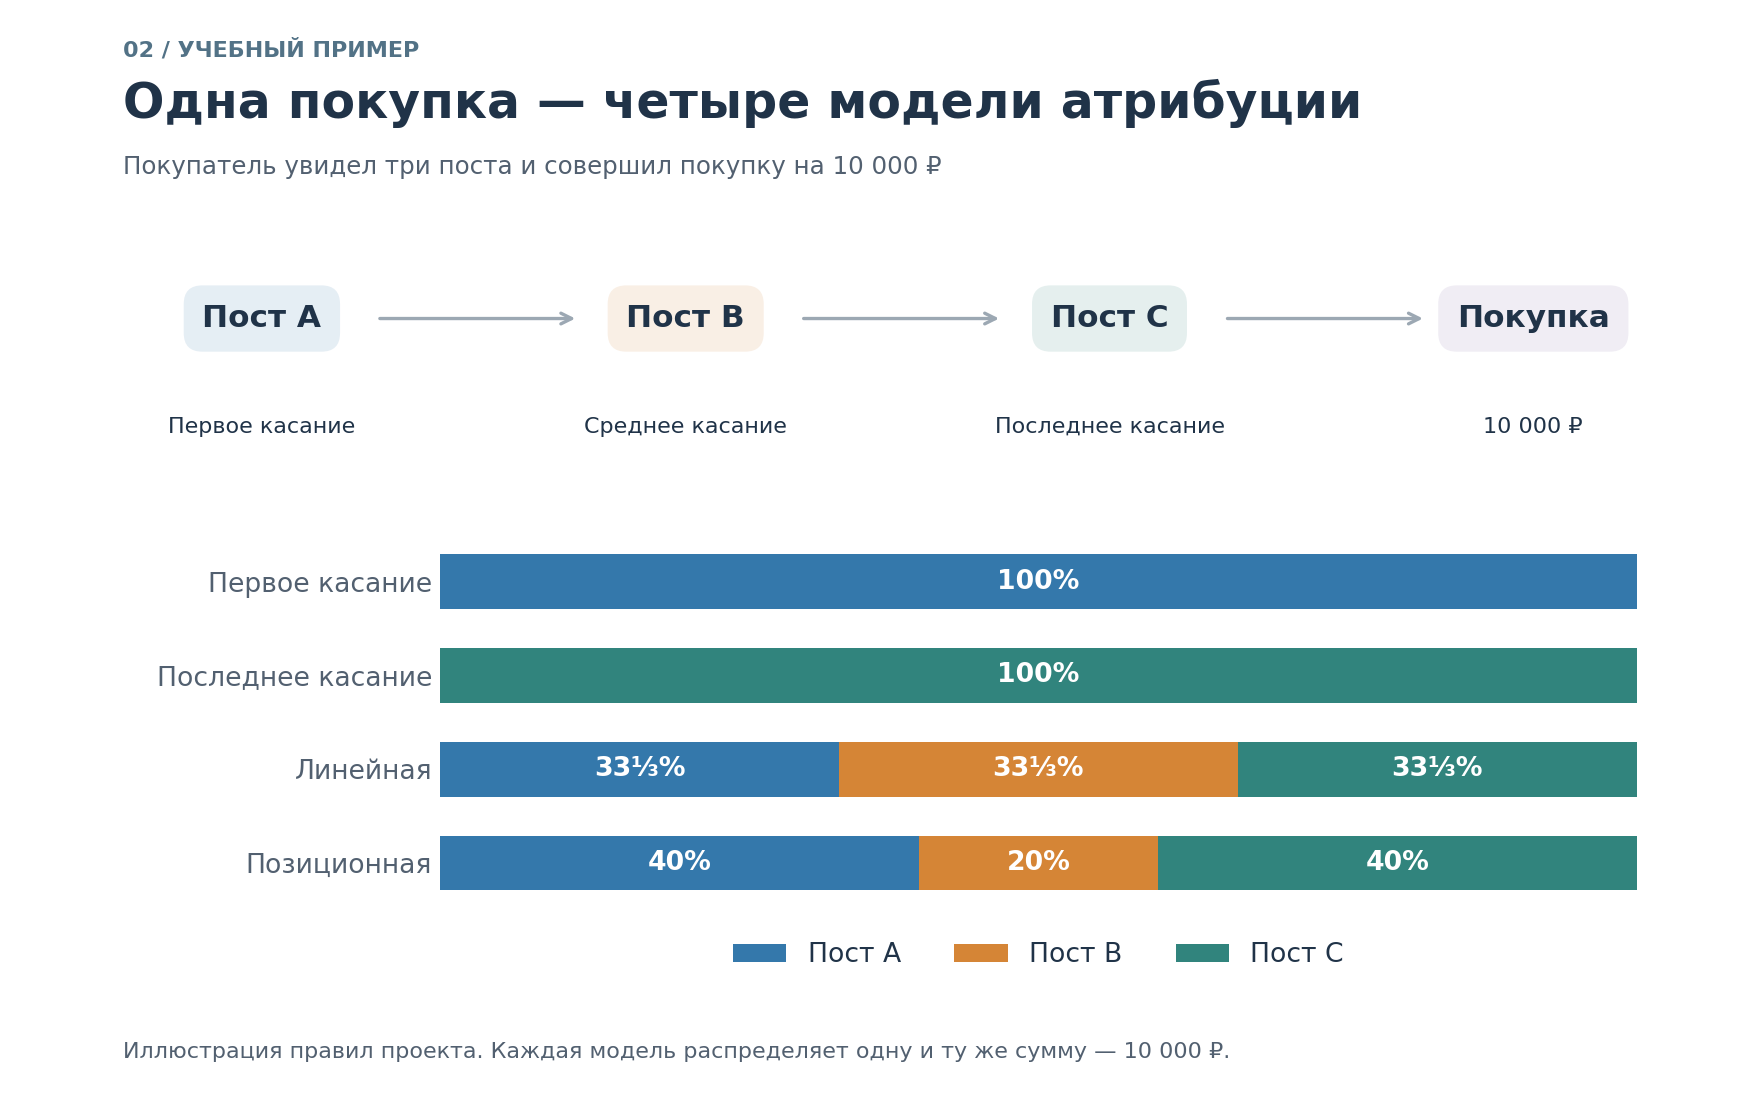 02 / УЧЕБНЫЙ ПРИМЕР
Одна покупка — четыре модели атрибуции
Покупатель увидел три поста и совершил покупку на 10 000 ₽
Пост A
Пост B
Пост C
Покупка
Первое касание
Среднее касание
Последнее касание
10 000 ₽
Первое касание
100%
Последнее касание
100%
Линейная
33⅓%
33⅓%
33⅓%
Позиционная
40%
20%
40%
Пост A
Пост B
Пост C
Иллюстрация правил проекта. Каждая модель распределяет одну и ту же сумму — 10 000 ₽.